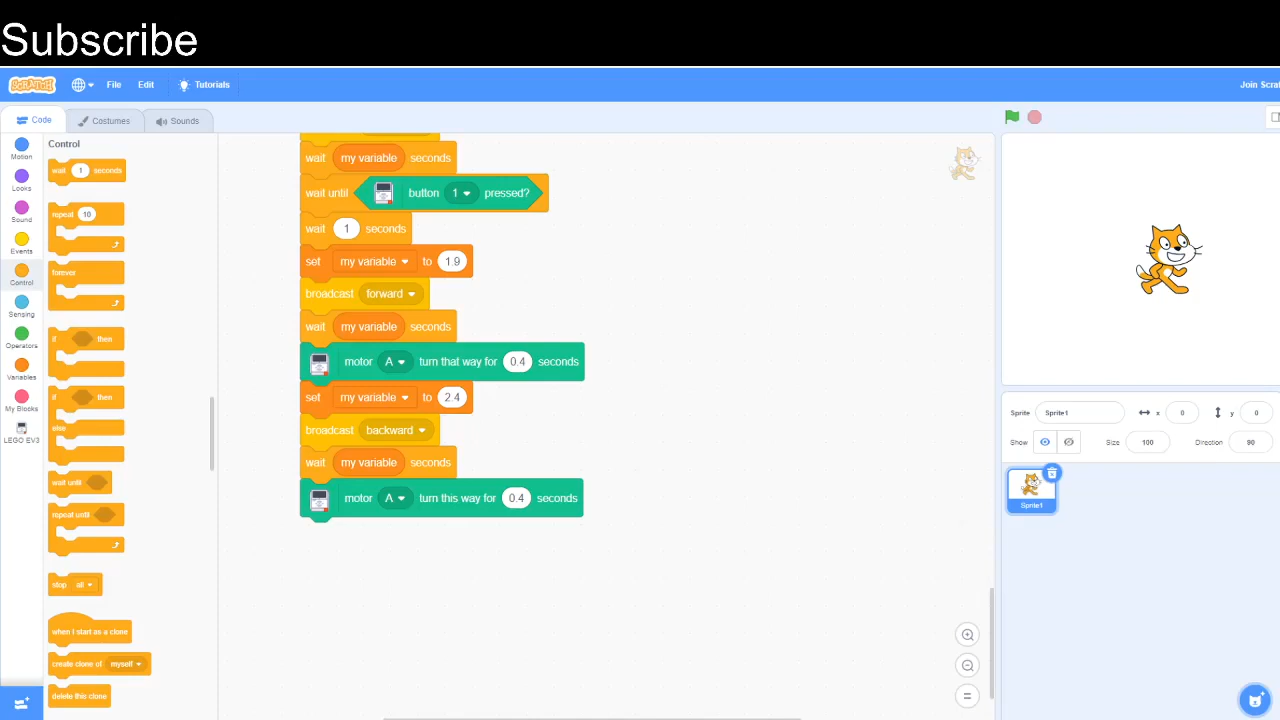 Subscribe
SCRATCH
File
Edit
Tutorials
Join Scrat
Code
Costumes
Sounds
Motion
Looks
Sound
Events
Control
Sensing
Operators
Variables
My Blocks
LEGO EV3
Control
wait 1 seconds
repeat 10
forever
if then
if then
else
wait until
repeat until
stop all
when I start as a clone
create clone of myself
delete this clone
wait my variable seconds
wait until button 1 pressed?
wait 1 seconds
set my variable to 1.9
broadcast forward
wait my variable seconds
motor A turn that way for 0.4 seconds
set my variable to 2.4
broadcast backward
wait my variable seconds
motor A turn this way for 0.4 seconds
Sprite Sprite1 x 0 y 0
Show Size 100 Direction 90
Sprite1